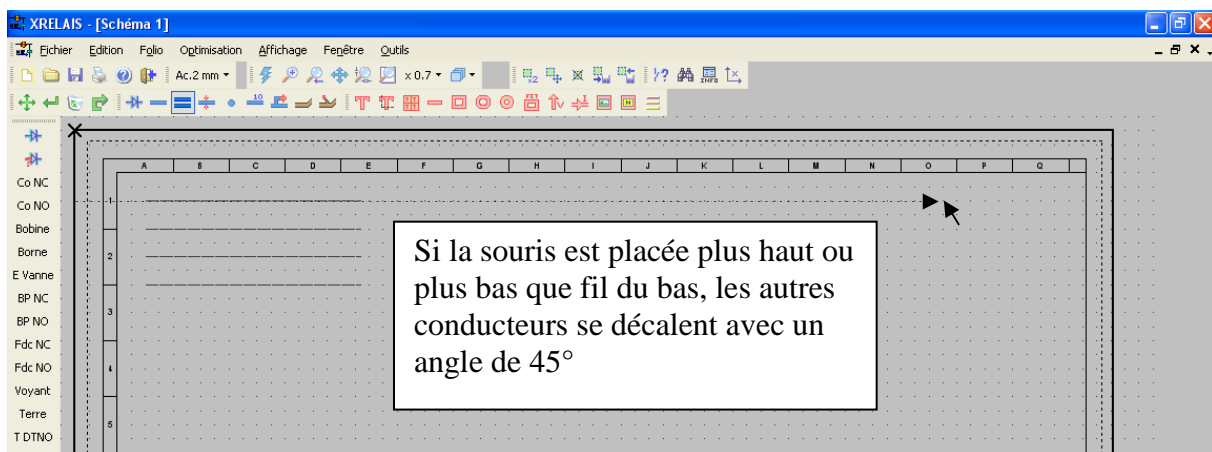 XRELAIS - [Schéma 1]
Fichier Edition Folio Optimisation Affichage Fenêtre Outils
Ac.2 mm x 0.7
A B C D E F G H I J K L M N O P Q
Co NC
Co NO
Bobine
Borne
E Vanne
BP NC
BP NO
Fdc NC
Fdc NO
Voyant
Terre
T DTNO
1
2
3
4
5
Si la souris est placée plus haut ou
plus bas que fil du bas, les autres
conducteurs se décalent avec un
angle de 45°